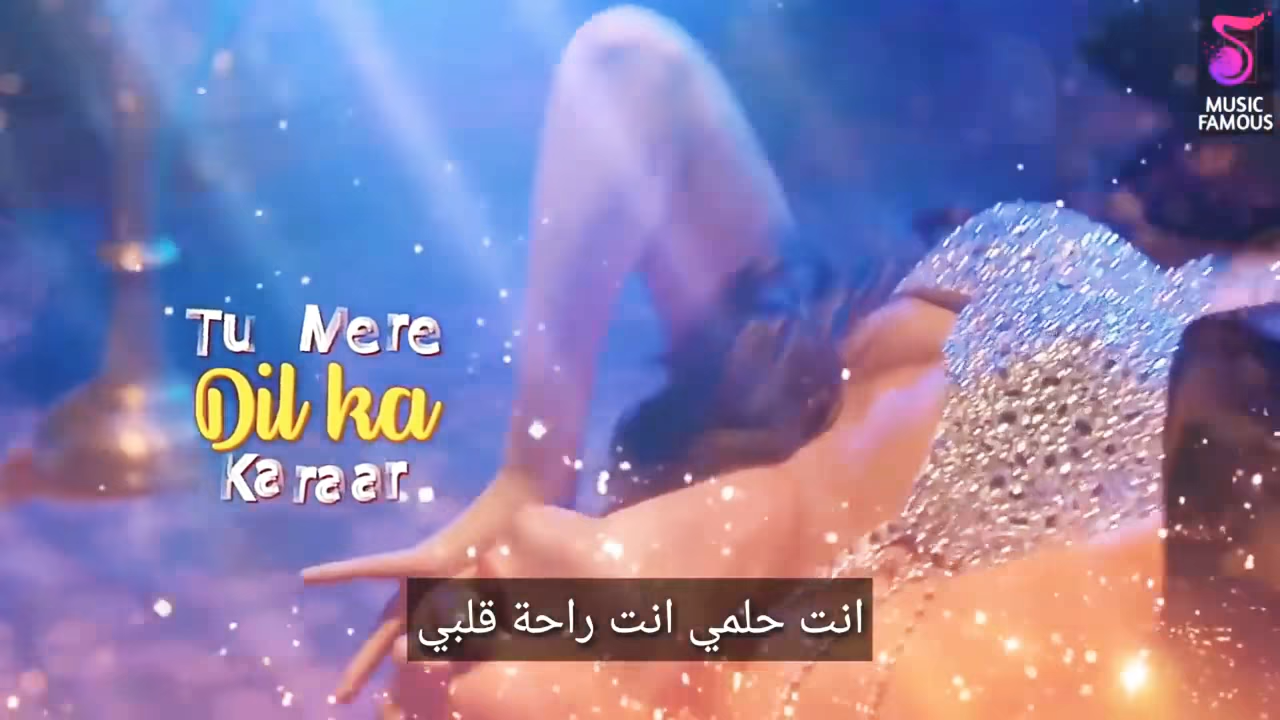 MUSIC
FAMOUS
Tu Mere
Dil ka
Karaar
انت حلمي انت راحة قلبي